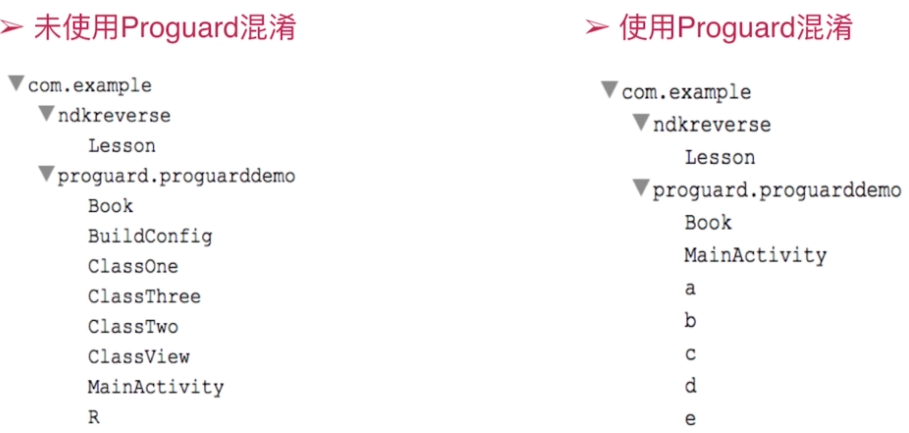 ➢ 未使用Proguard混淆
com.example
ndkreverse
Lesson
proguard.proguarddemo
Book
BuildConfig
ClassOne
ClassThree
ClassTwo
ClassView
MainActivity
R
➢ 使用Proguard混淆
com.example
ndkreverse
Lesson
proguard.proguarddemo
Book
MainActivity
a
b
c
d
e